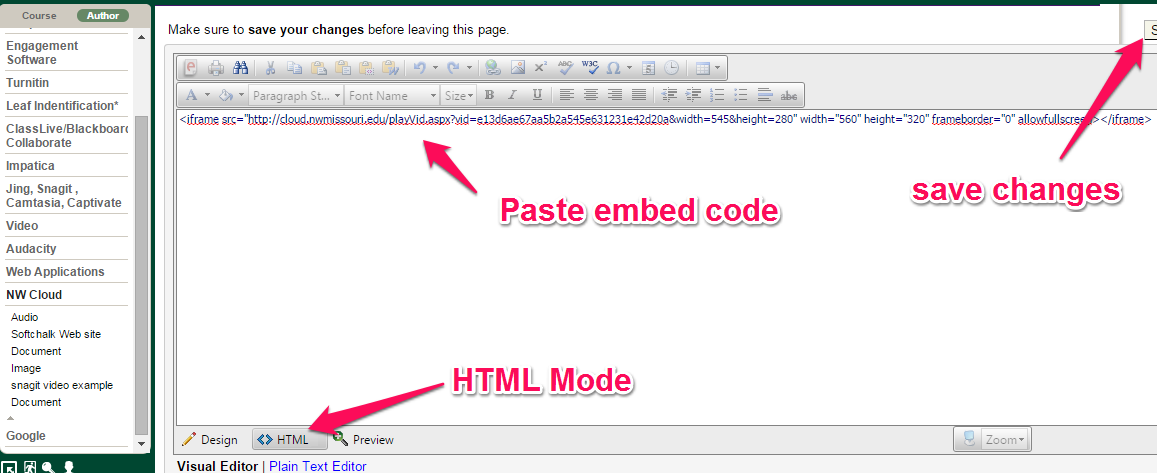 Course Author
Engagement
Software
Turnitin
Leaf Indentification*
ClassLive/Blackboard
Collaborate
Impatica
Jing, Snagit ,
Camtasia, Captivate
Video
Audacity
Web Applications
NW Cloud
Audio
Softchalk Web site
Document
Image
snagit video example
Document
Google
Make sure to save your changes before leaving this page.
S
Paragraph St... Font Name Size B I U abc
<iframe src="http://cloud.nwmissouri.edu/playVid.aspx?vid=e13d6ae67aa5b2a545e631231e42d20a&width=545&height=280" width="560" height="320" frameborder="0" allowfullscreen></iframe>
Paste embed code
save changes
HTML Mode
Design HTML Preview Zoom
Visual Editor | Plain Text Editor